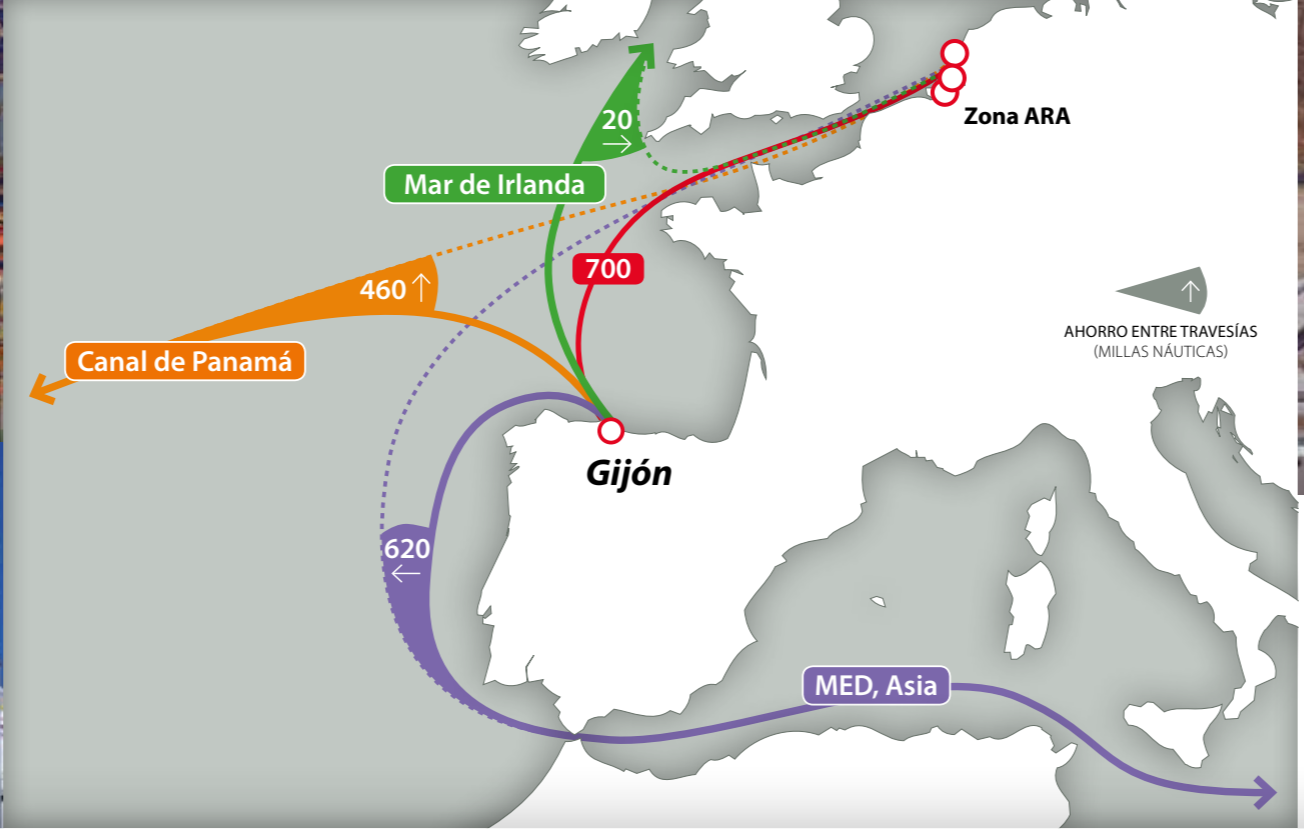 20
Zona ARA
Mar de Irlanda
700
460
AHORRO ENTRE TRAVESÍAS
(MILLAS NÁUTICAS)
Canal de Panamá
Gijón
620
MED, Asia